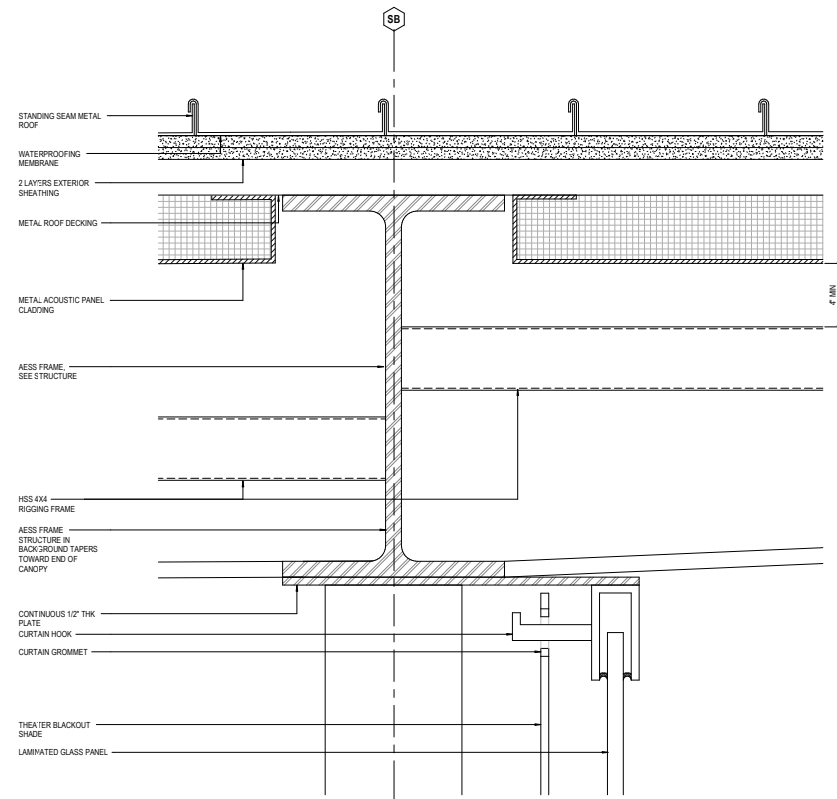 SB
STANDING SEAM METAL
ROOF
WATERPROOFING
MEMBRANE
2 LAYERS EXTERIOR
SHEATHING
METAL ROOF DECKING
METAL ACOUSTIC PANEL
CLADDING
4" MIN
AESS FRAME,
SEE STRUCTURE
HSS 4X4
RIGGING FRAME
AESS FRAME
STRUCTURE IN
BACKGROUND TAPERS
TOWARD END OF
CANOPY
CONTINUOUS 1/2" THK
PLATE
CURTAIN HOOK
CURTAIN GROMMET
THEATER BLACKOUT
SHADE
LAMINATED GLASS PANEL